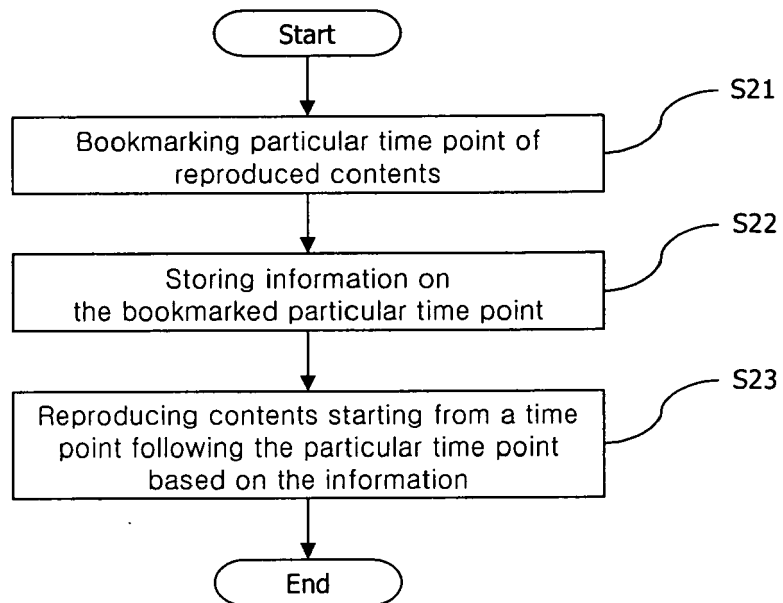 Start
S21
Bookmarking particular time point of
reproduced contents
S22
Storing information on
the bookmarked particular time point
S23
Reproducing contents starting from a time
point following the particular time point
based on the information
End